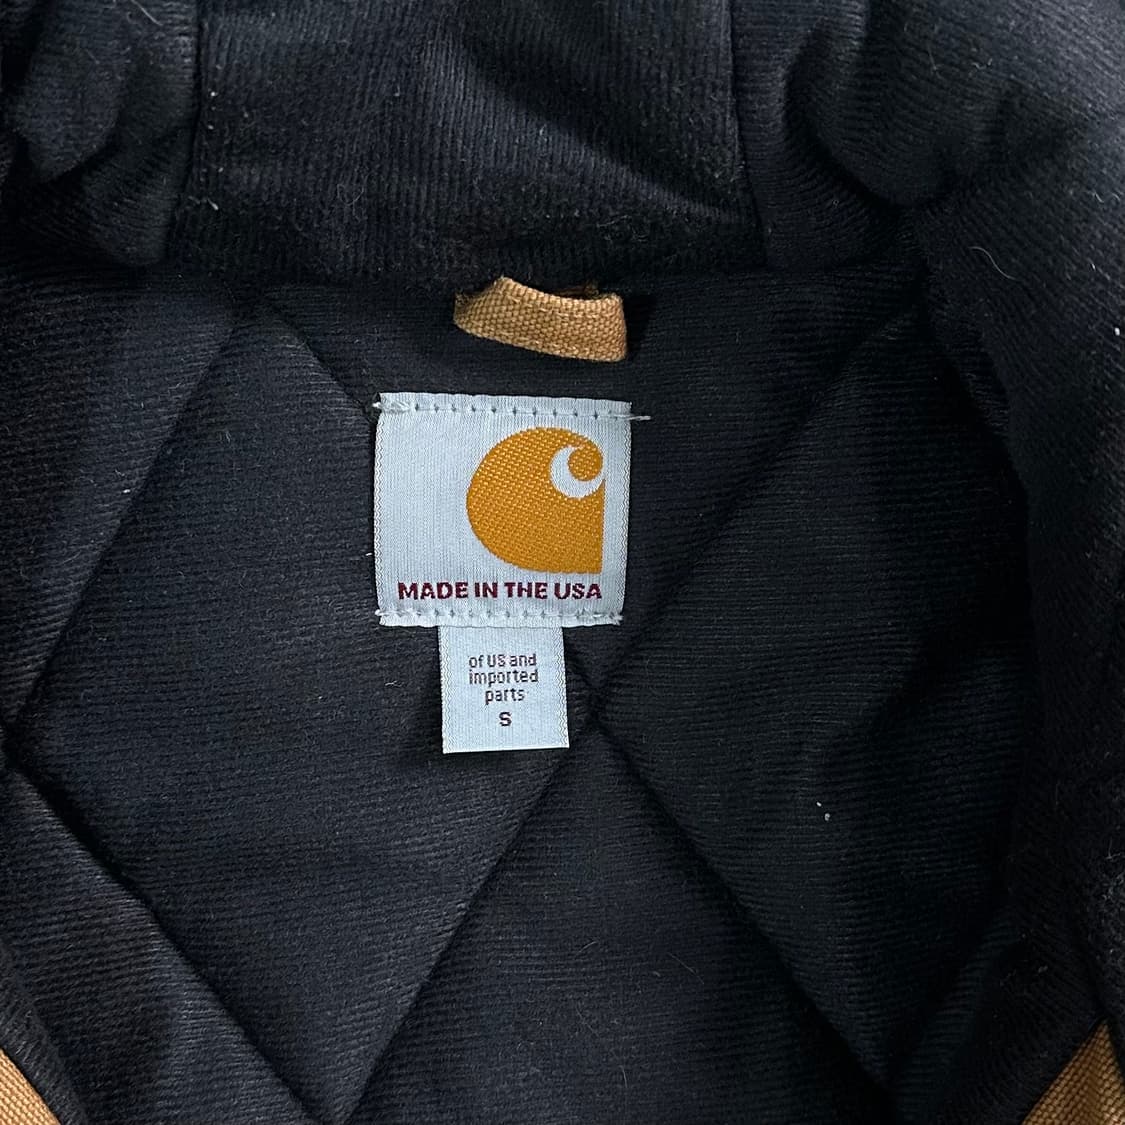 MADE IN THE USA
of US and
imported
parts
S